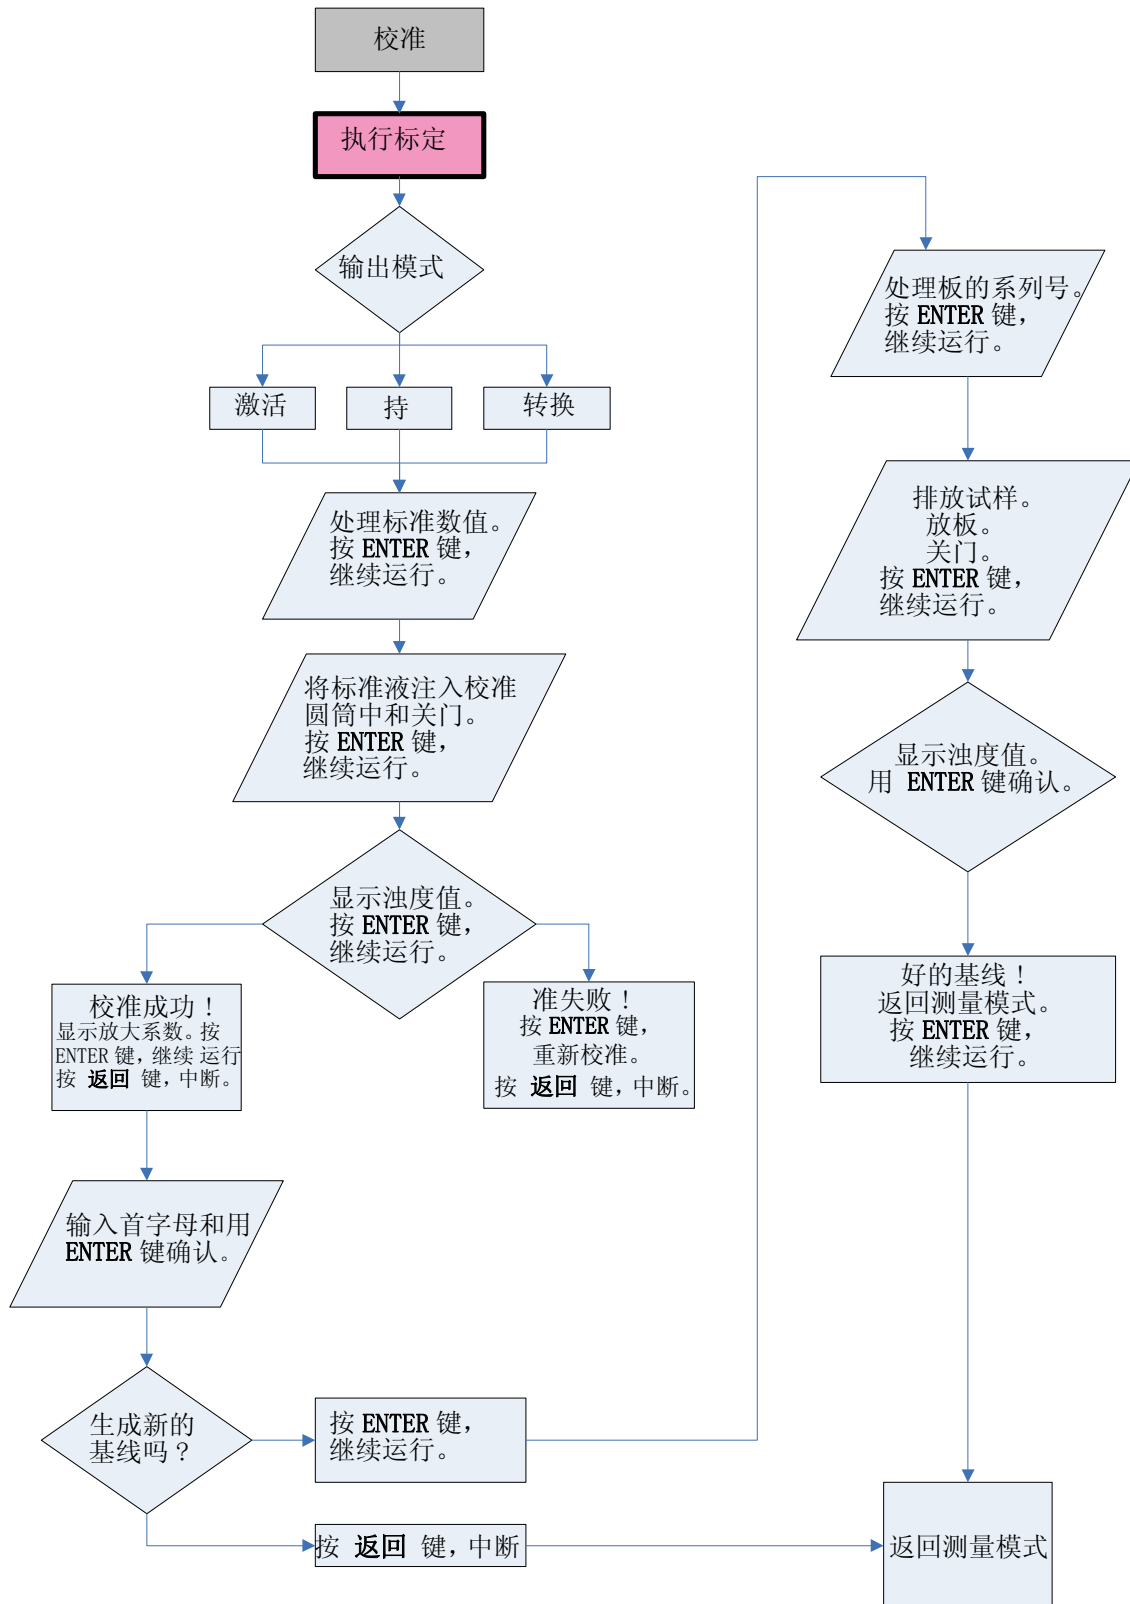 校准
执行标定
输出模式
激活
持
转换
处理标准数值。
按 ENTER 键，
继续运行。
将标准液注入校准
圆筒中和关门。
按 ENTER 键，
继续运行。
显示浊度值。
按 ENTER 键，
继续运行。
校准成功！
显示放大系数。按
ENTER 键，继续 运行
按 返回 键，中断。
准失败！
按 ENTER 键，
重新校准。
按 返回 键，中断。
输入首字母和用
ENTER 键确认。
生成新的
基线吗？
按 ENTER 键，
继续运行。
按 返回 键，中断
处理板的系列号。
按 ENTER 键，
继续运行。
排放试样。
放板。
关门。
按 ENTER 键，
继续运行。
显示浊度值。
用 ENTER 键确认。
好的基线！
返回测量模式。
按 ENTER 键，
继续运行。
返回测量模式